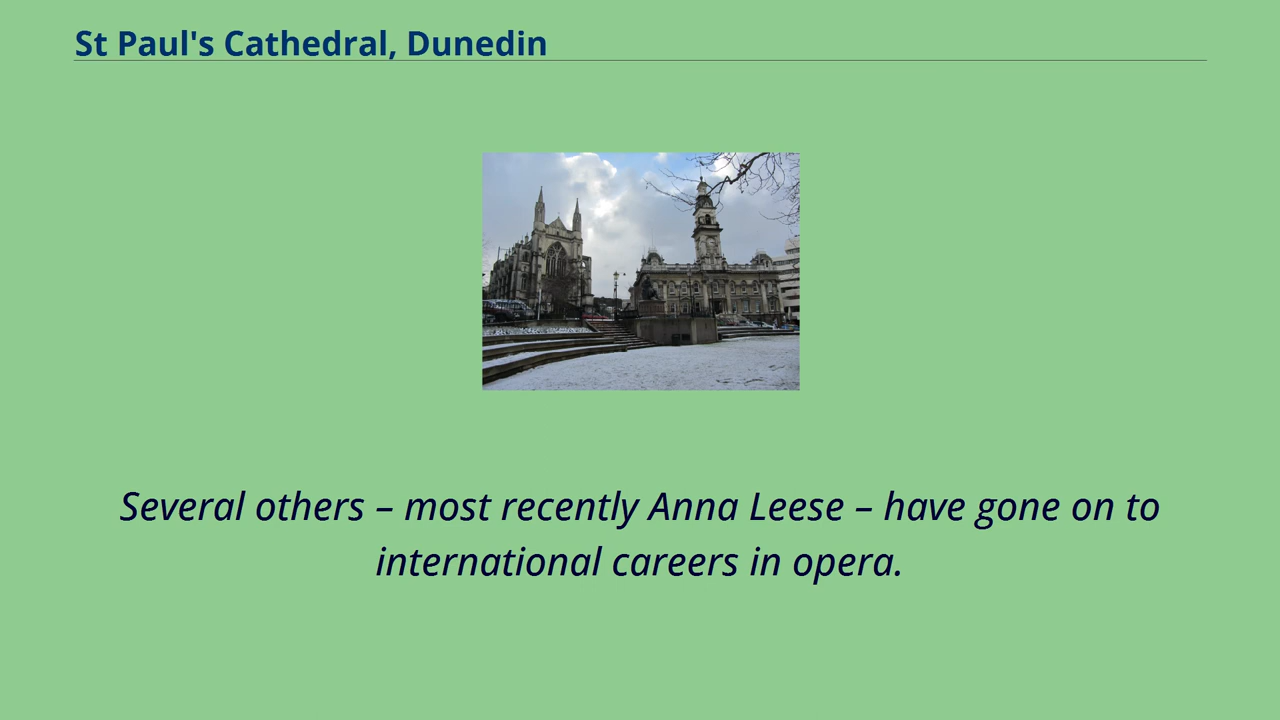 St Paul's Cathedral, Dunedin
Several others – most recently Anna Leese – have gone on to
international careers in opera.